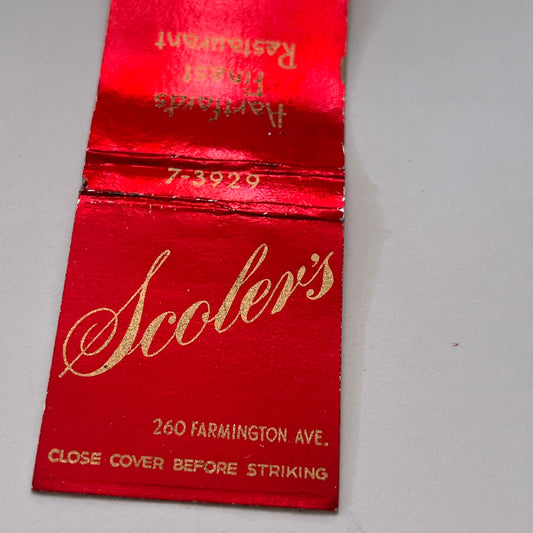 Hartford's
Finest
Restaurant
7-3929
Scoler's
260 FARMINGTON AVE.
CLOSE COVER BEFORE STRIKING